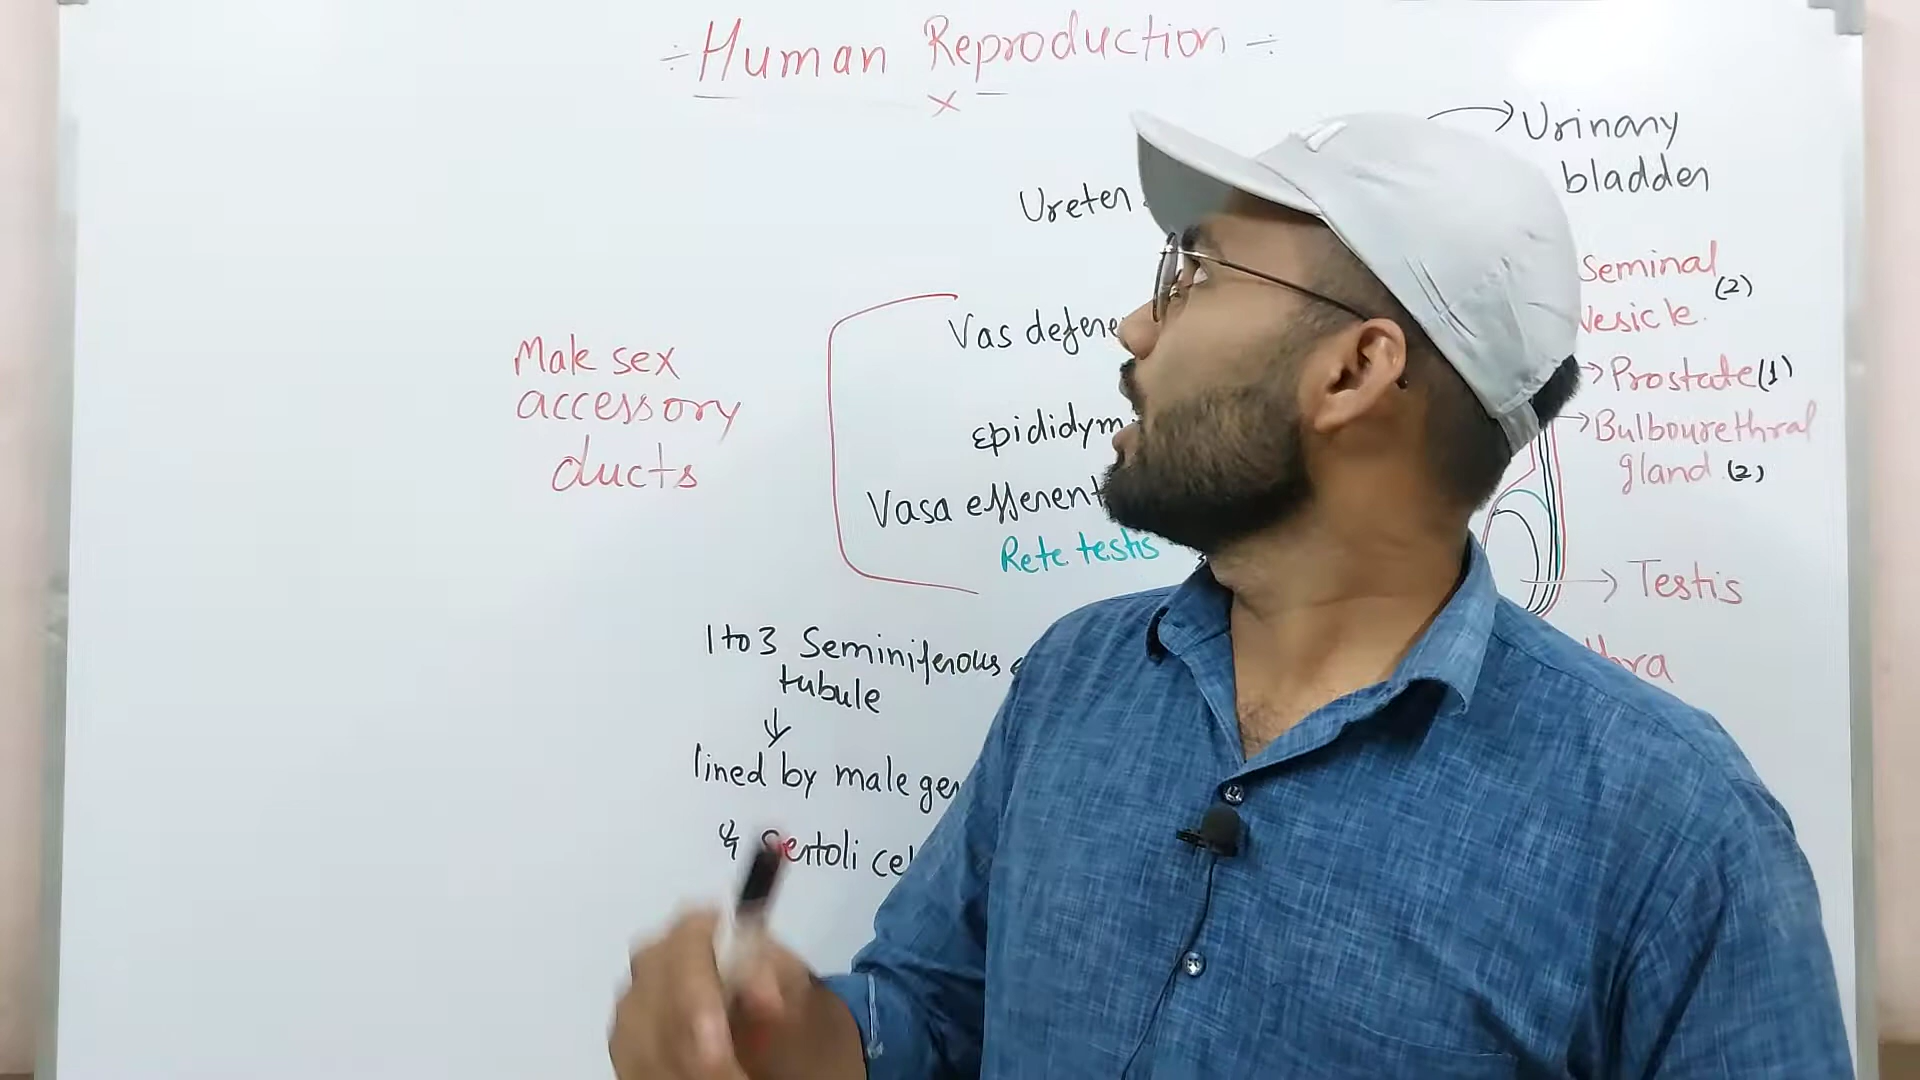 ÷ Human Reproduction ÷
Urinary
bladder
Ureter
Seminal
(2)
Vesicle.
Vas defere
Prostate (1)
Male sex
accessory
ducts
epididym
Bulbourethral
gland (2)
Vasa efferent
Rete testis
Testis
1 to 3 Seminiferous
tubule
lined by male ger
& Sertoli cel